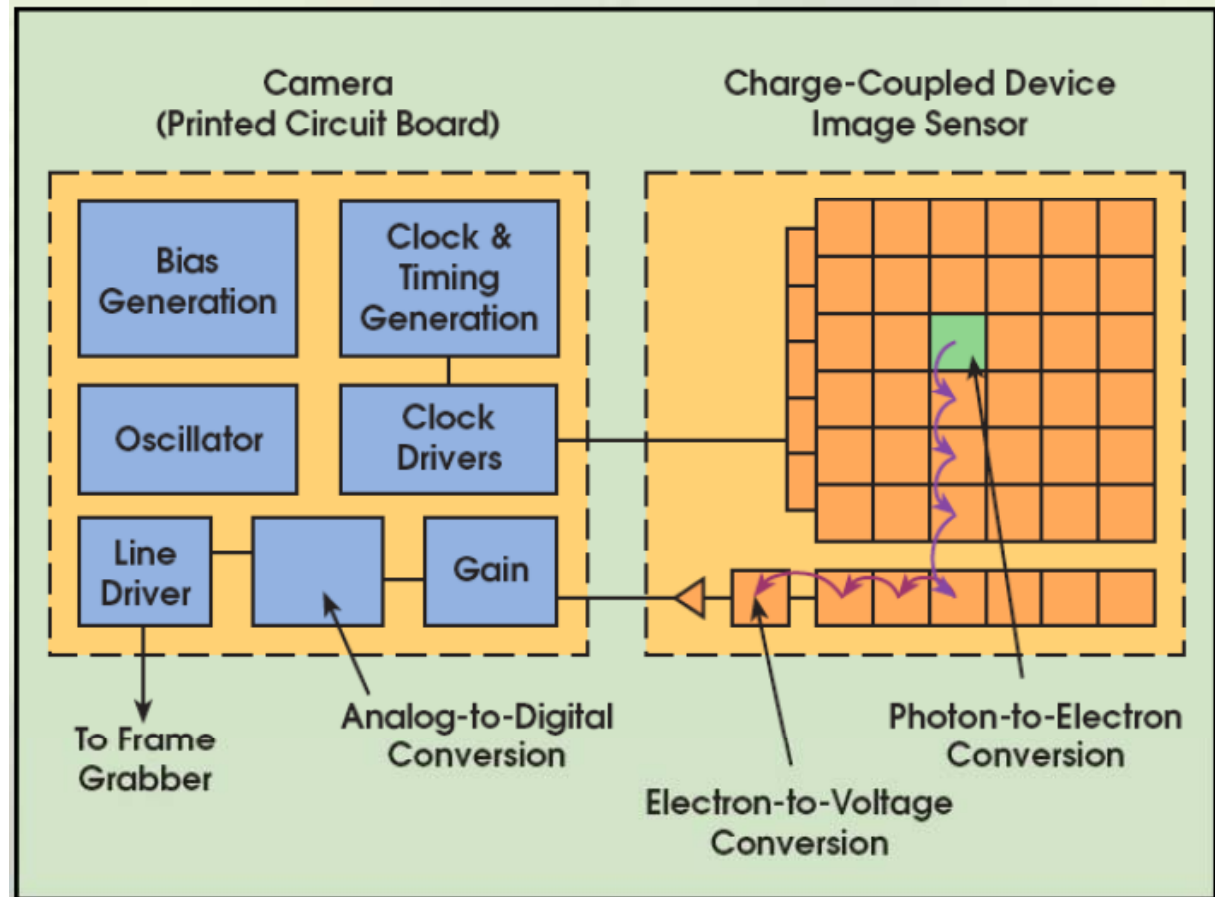 Camera
(Printed Circuit Board)
Charge-Coupled Device
Image Sensor
Bias
Generation
Clock &
Timing
Generation
Oscillator
Clock
Drivers
Line
Driver
Gain
To Frame
Grabber
Analog-to-Digital
Conversion
Electron-to-Voltage
Conversion
Photon-to-Electron
Conversion